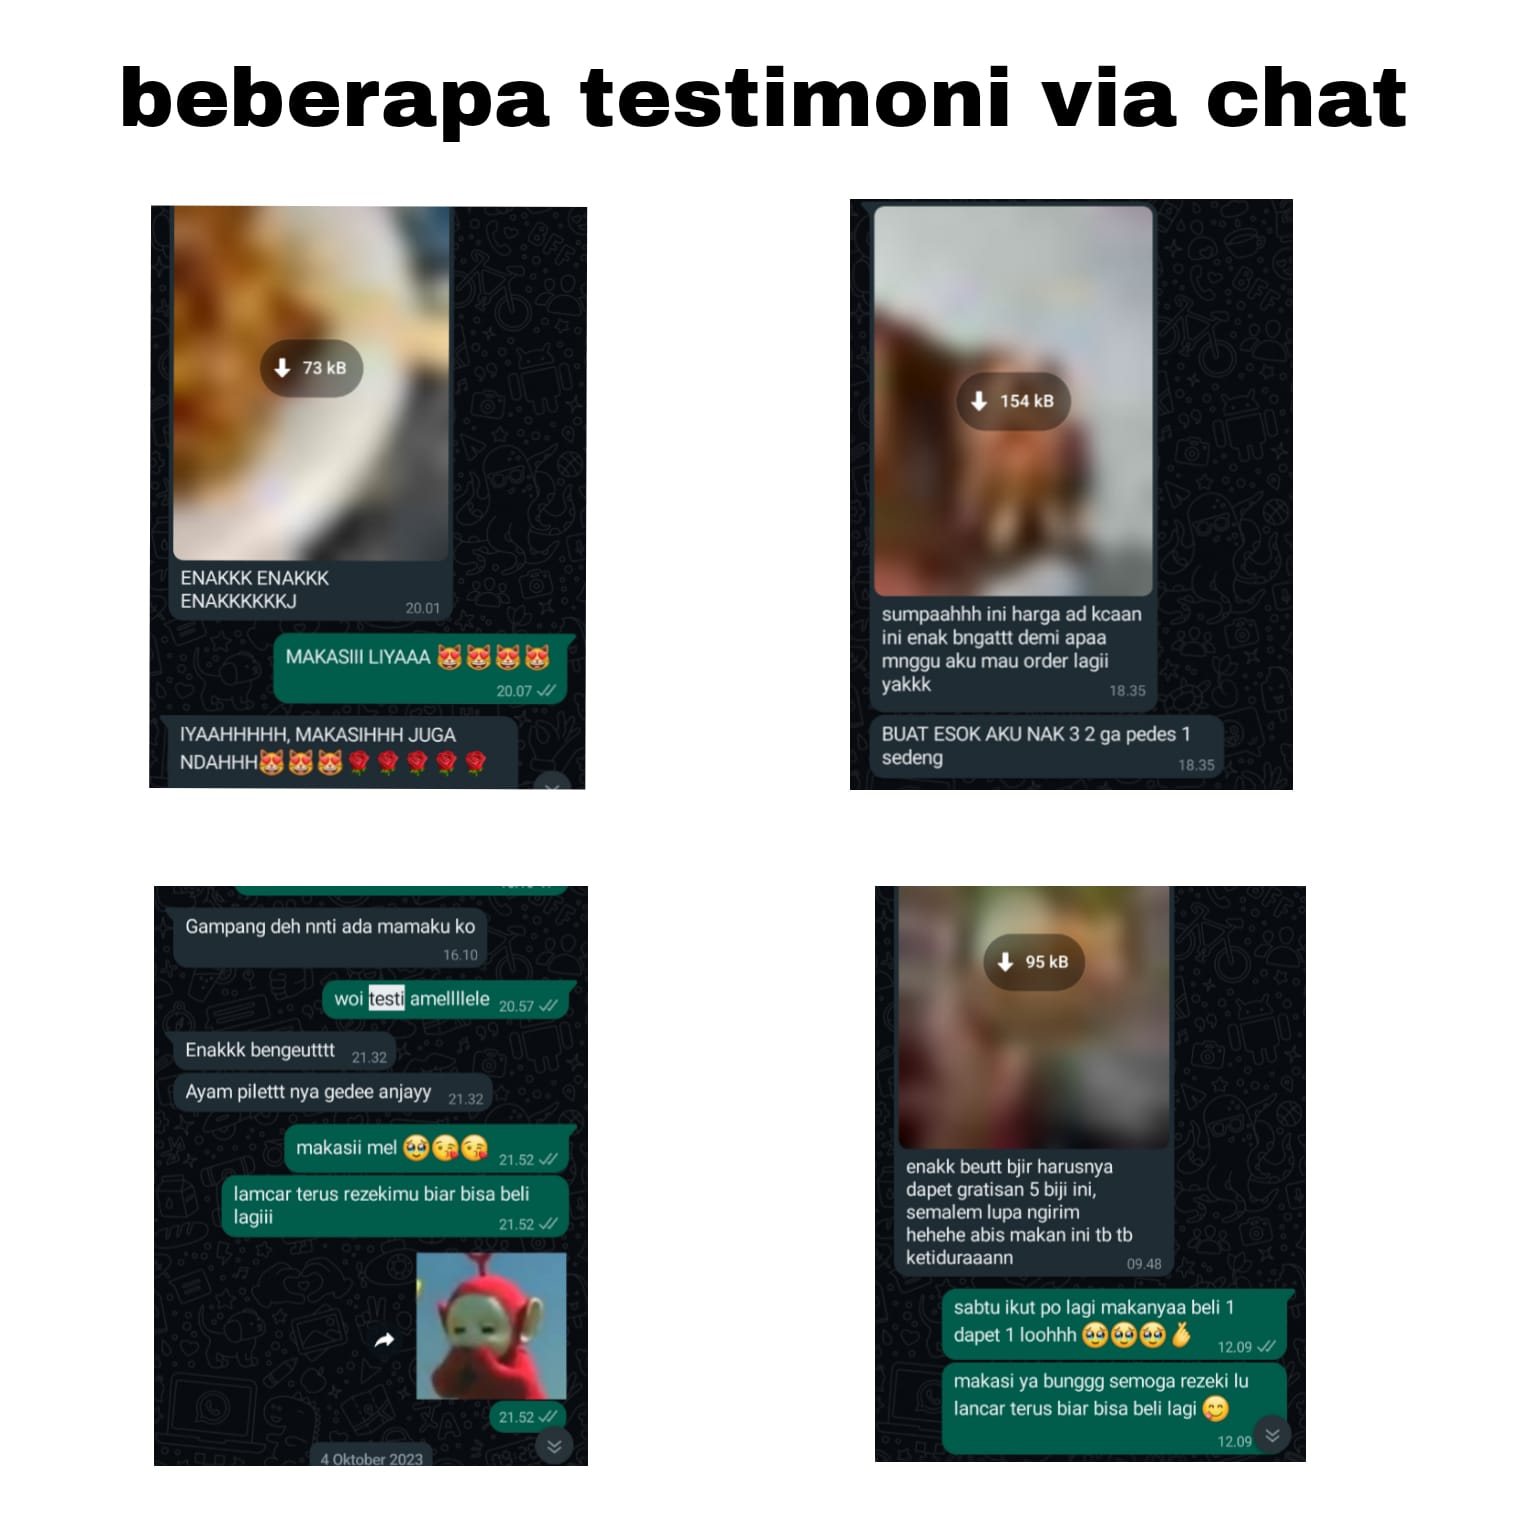 beberapa testimoni via chat
73 kB
ENAKKK ENAKKK
ENAKKKKKKJ
20.01
MAKASIII LIYAAA 😻😻😻😻
20.07
IYAAHHHHH, MAKASIHHH JUGA
NDAHHH😻😻😻🌹🌹🌹🌹🌹
154 kB
sumpaahhh ini harga ad kcaan
ini enak bngattt demi apaa
mnggu aku mau order lagii
yakkk
18.35
BUAT ESOK AKU NAK 3 2 ga pedes 1
sedeng
18.35
Gampang deh nnti ada mamaku ko
16.10
woi testi amellllele 20.57
Enakkk bengeutttt 21.32
Ayam pilettt nya gedee anjayy 21.32
makasii mel 🥹😘😘 21.52
lamcar terus rezekimu biar bisa beli
lagiii
21.52
21.52
4 Oktober 2023
95 kB
enakk beutt bjir harusnya
dapet gratisan 5 biji ini,
semalem lupa ngirim
hehehe abis makan ini tb tb
ketiduraaann
09.48
sabtu ikut po lagi makanyaa beli 1
dapet 1 loohhh 🥹🥹🥹🫰
12.09
makasi ya bunggg semoga rezeki lu
lancar terus biar bisa beli lagi 😋
12.09